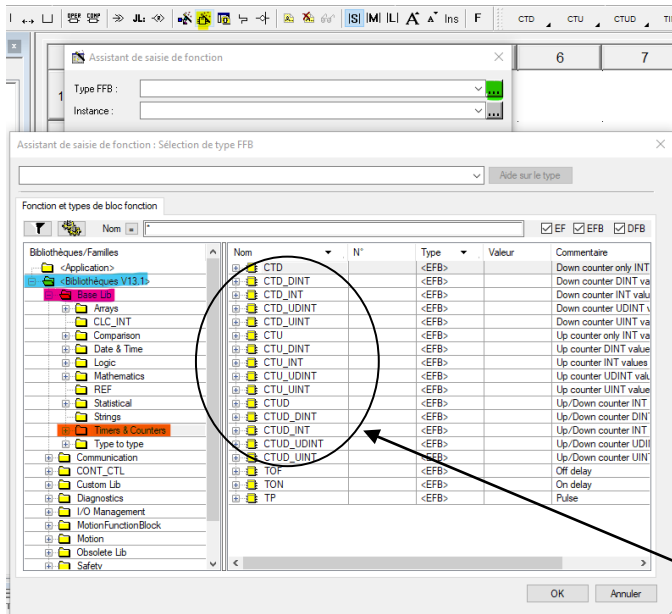 S M L A A Ins F CTD CTU CTUD
Assistant de saisie de fonction
6 7
Type FFB :
1
Instance :
Assistant de saisie de fonction : Sélection de type FFB
Aide sur le type
Fonction et types de bloc fonction
Nom = * EF EFB DFB
Bibliothèques/Familles
<Application>
<Bibliothèques V13.1>
Base Lib
Arrays
CLC_INT
Comparison
Date & Time
Logic
Mathematics
REF
Statistical
Strings
Timers & Counters
Type to type
Communication
CONT_CTL
Custom Lib
Diagnostics
I/O Management
MotionFunctionBlock
Motion
Obsolete Lib
Safety
Nom N° Type Valeur Commentaire
CTD <EFB> Down counter only INT
CTD_DINT <EFB> Down counter DINT va
CTD_INT <EFB> Down counter INT valu
CTD_UDINT <EFB> Down counter UDINT v
CTD_UINT <EFB> Down counter UINT va
CTU <EFB> Up counter only INT va
CTU_DINT <EFB> Up counter DINT value
CTU_INT <EFB> Up counter INT values
CTU_UDINT <EFB> Up counter UDINT valu
CTU_UINT <EFB> Up counter UINT value
CTUD <EFB> Up/Down counter INT
CTUD_DINT <EFB> Up/Down counter DIN
CTUD_INT <EFB> Up/Down counter INT
CTUD_UDINT <EFB> Up/Down counter UDI
CTUD_UINT <EFB> Up/Down counter UIN
TOF <EFB> Off delay
TON <EFB> On delay
TP <EFB> Pulse
OK Annuler